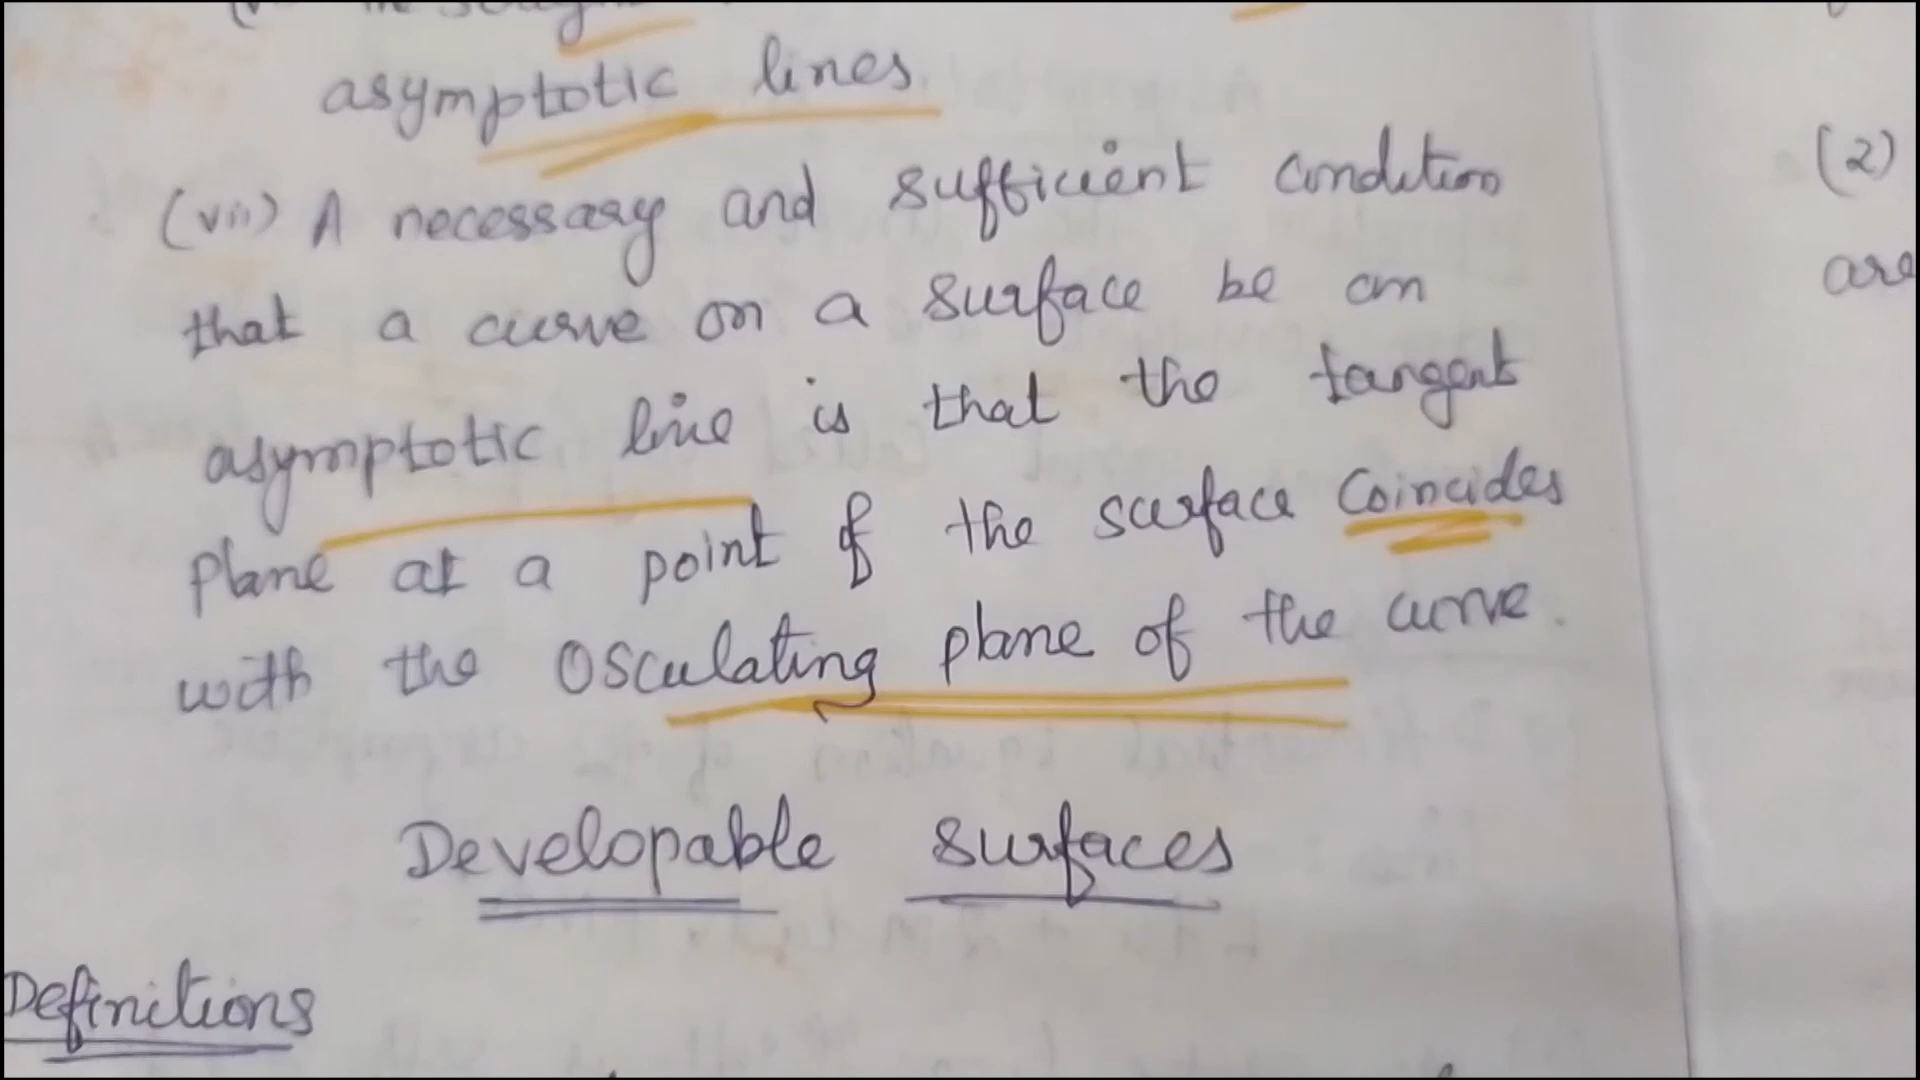 asymptotic lines.
(vii) A necessary and sufficient condition
that a curve on a surface be an
asymptotic line is that the tangent
plane at a point of the surface coincides
with the Osculating plane of the curve.
Developable surfaces
Definitions
(2)
are